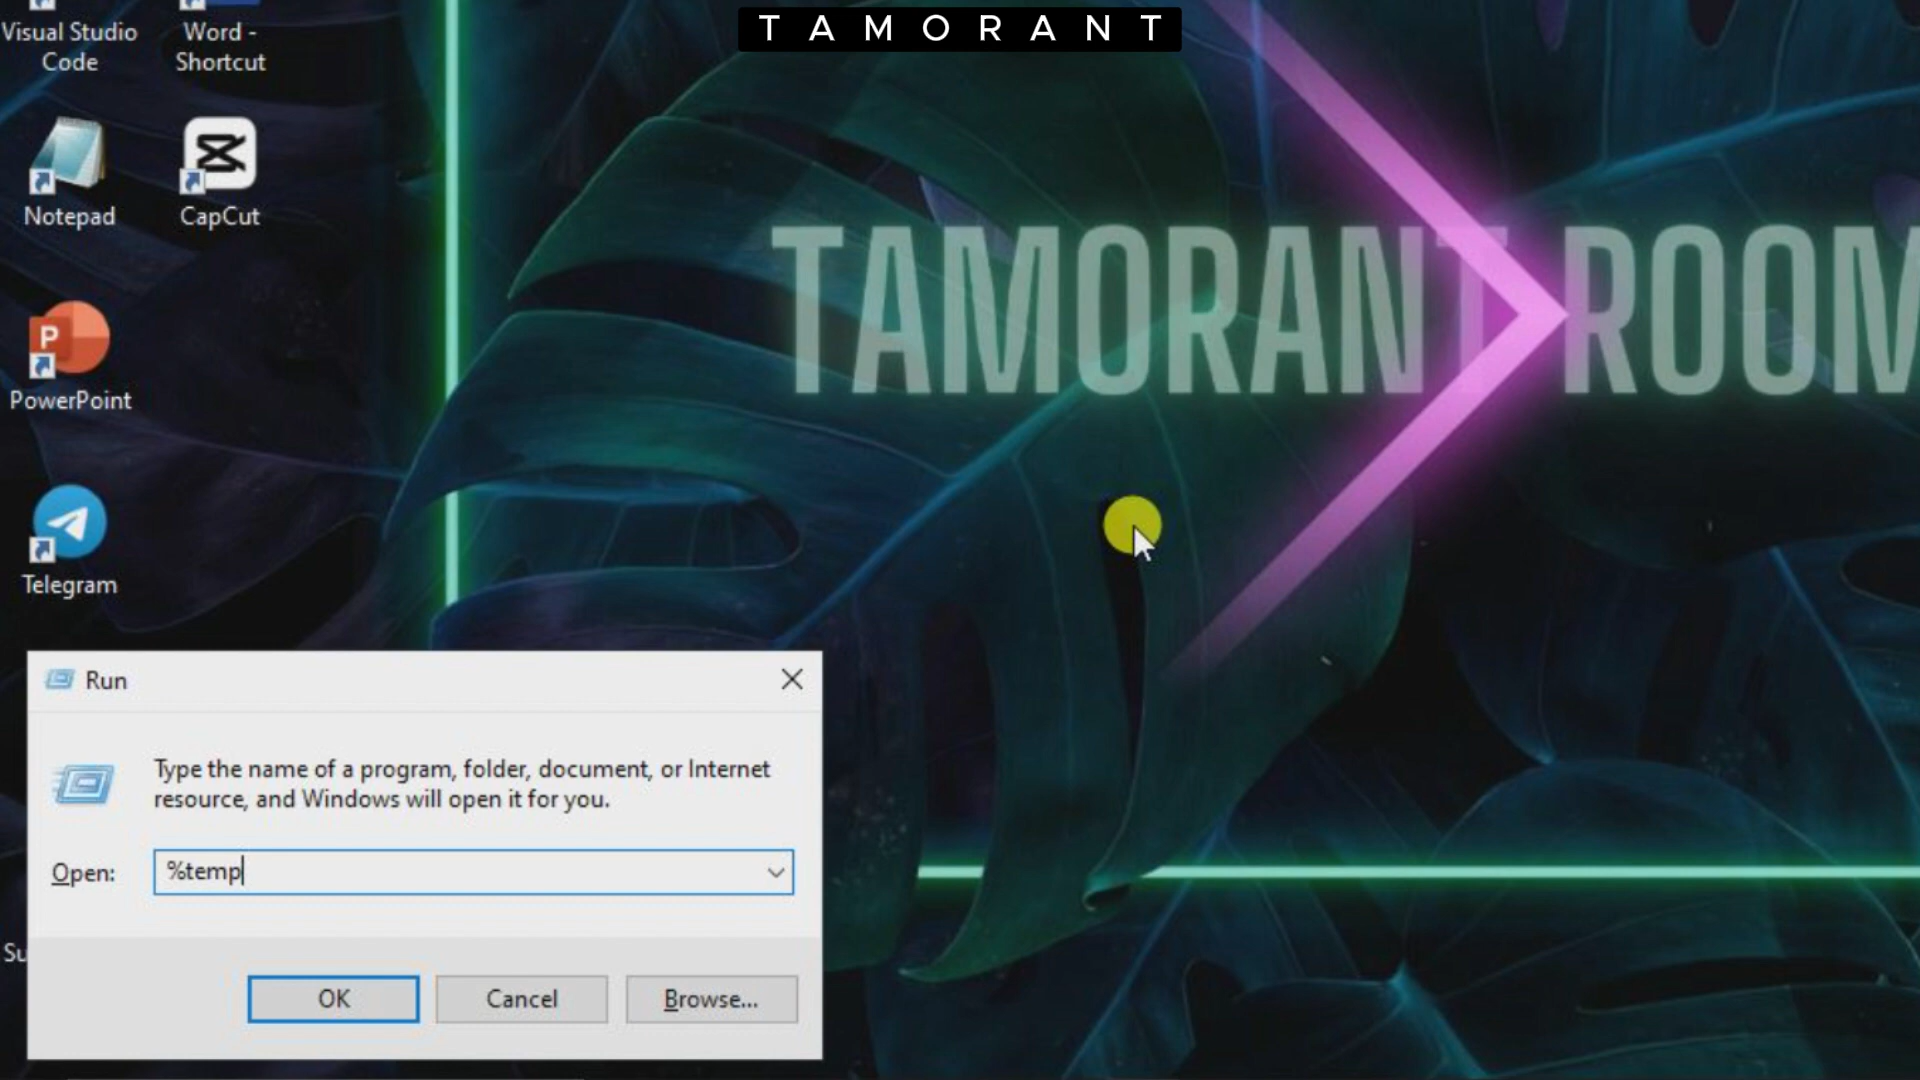 TAMORANT
Visual Studio
Code
Word -
Shortcut
Notepad
CapCut
TAMORANT ROOM
P
PowerPoint
Telegram
Run
Type the name of a program, folder, document, or Internet
resource, and Windows will open it for you.
Open:
%temp
Su
OK
Cancel
Browse...